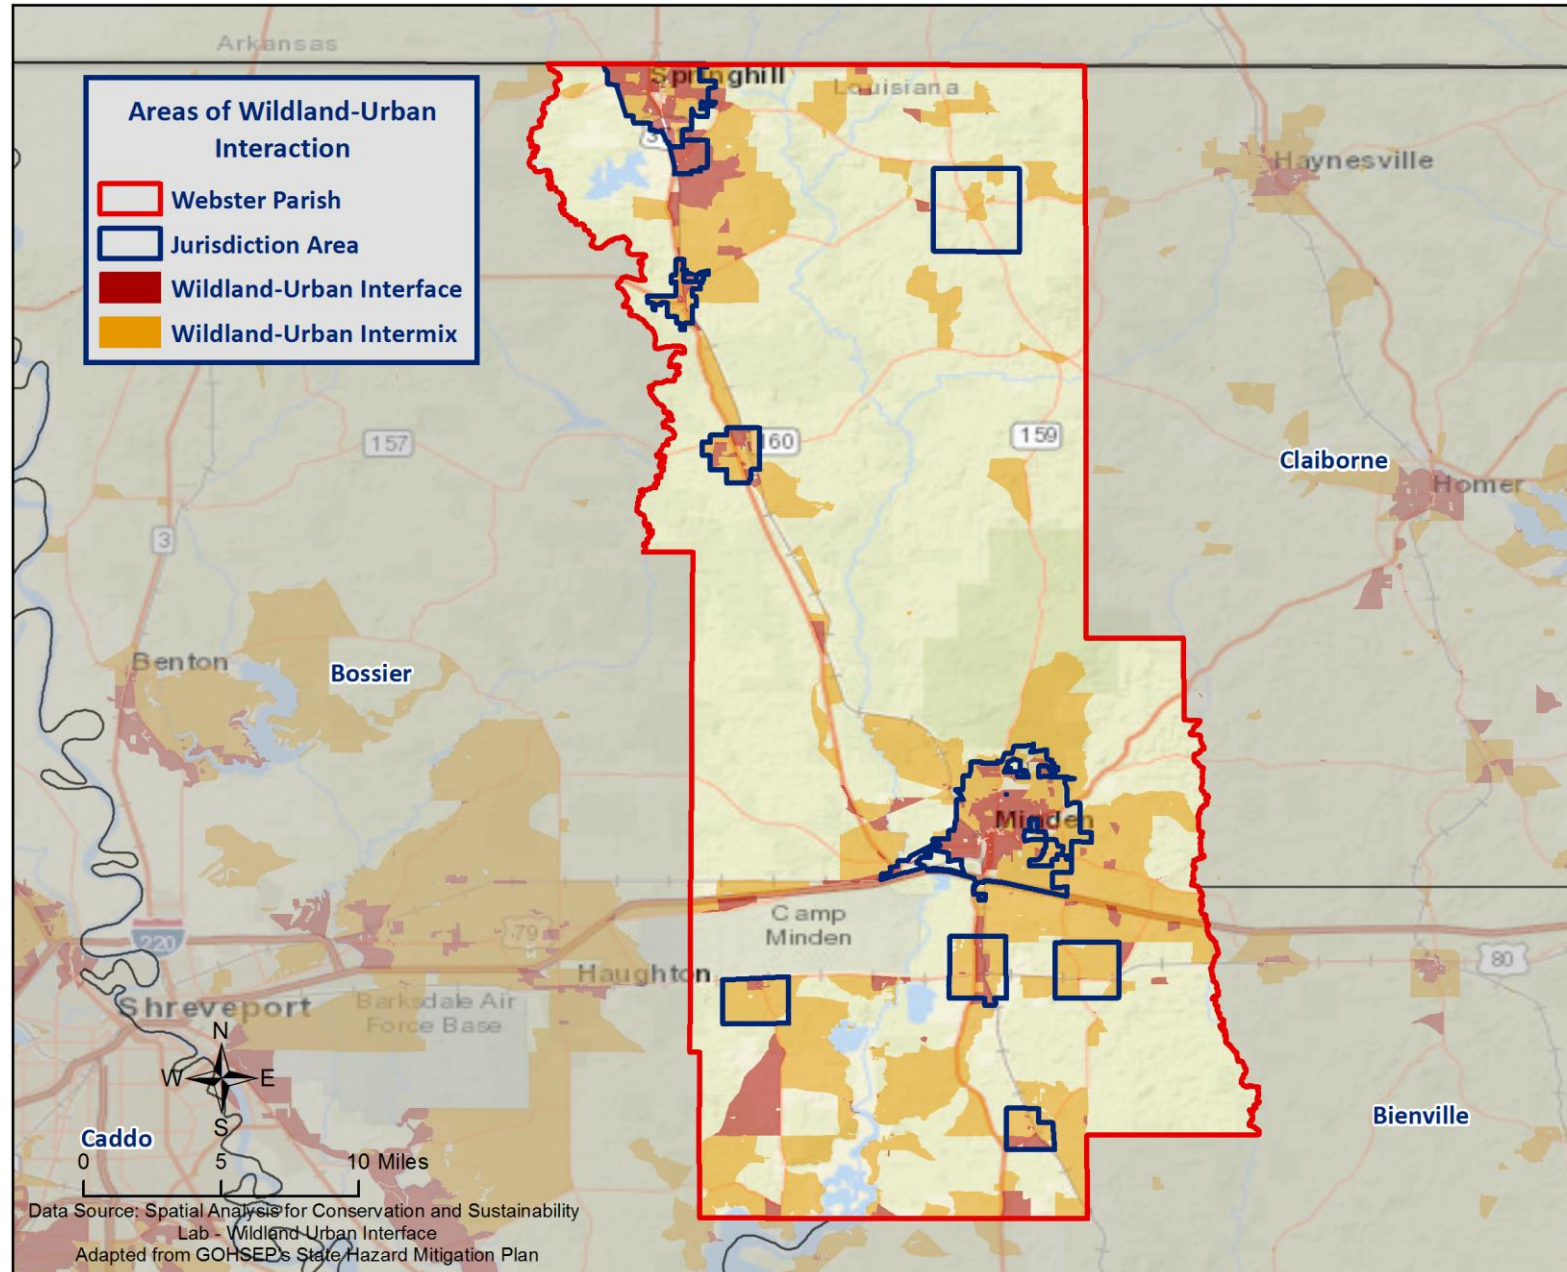 Arkansas
Springhill
Louisiana
Areas of Wildland-Urban
Interaction
Webster Parish
Jurisdiction Area
Wildland-Urban Interface
Wildland-Urban Intermix
Haynesville
157
160
159
Claiborne
Homer
3
Benton
Bossier
Minden
Camp
Minden
220
79
80
Haughton
Shreveport
Barksdale Air
Force Base
N
W
E
S
Caddo
Bienville
0
5
10 Miles
Data Source: Spatial Analysis for Conservation and Sustainability
Lab - Wildland Urban Interface
Adapted from GOHSEP's State Hazard Mitigation Plan